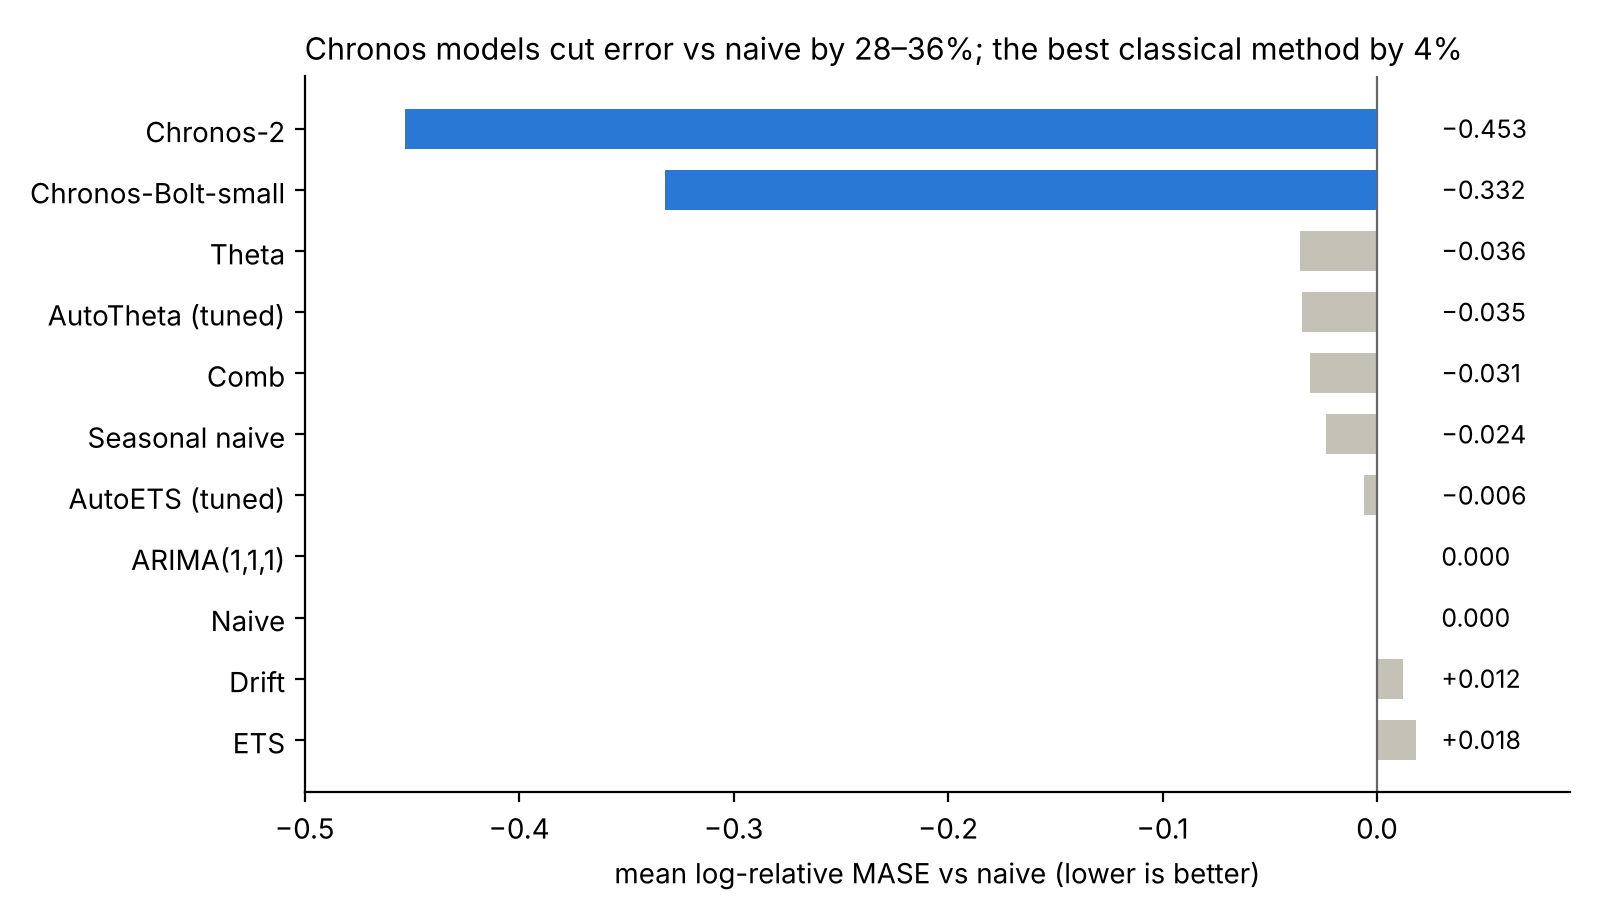 Chronos models cut error vs naive by 28–36%; the best classical method by 4%
Chronos-2 −0.453
Chronos-Bolt-small −0.332
Theta −0.036
AutoTheta (tuned) −0.035
Comb −0.031
Seasonal naive −0.024
AutoETS (tuned) −0.006
ARIMA(1,1,1) 0.000
Naive 0.000
Drift +0.012
ETS +0.018
−0.5 −0.4 −0.3 −0.2 −0.1 0.0
mean log-relative MASE vs naive (lower is better)